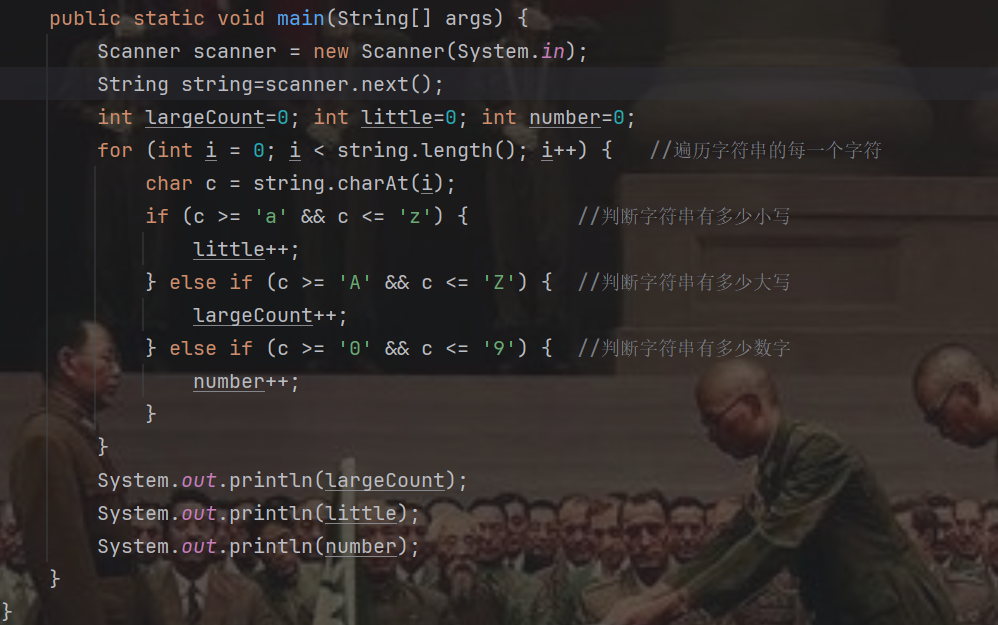 public static void main(String[] args) {
Scanner scanner = new Scanner(System.in);
String string=scanner.next();
int largeCount=0; int little=0; int number=0;
for (int i = 0; i < string.length(); i++) {   //遍历字符串的每一个字符
char c = string.charAt(i);
if (c >= 'a' && c <= 'z') {         //判断字符串有多少小写
little++;
} else if (c >= 'A' && c <= 'Z') {  //判断字符串有多少大写
largeCount++;
} else if (c >= '0' && c <= '9') {  //判断字符串有多少数字
number++;
}
}
System.out.println(largeCount);
System.out.println(little);
System.out.println(number);
}
}